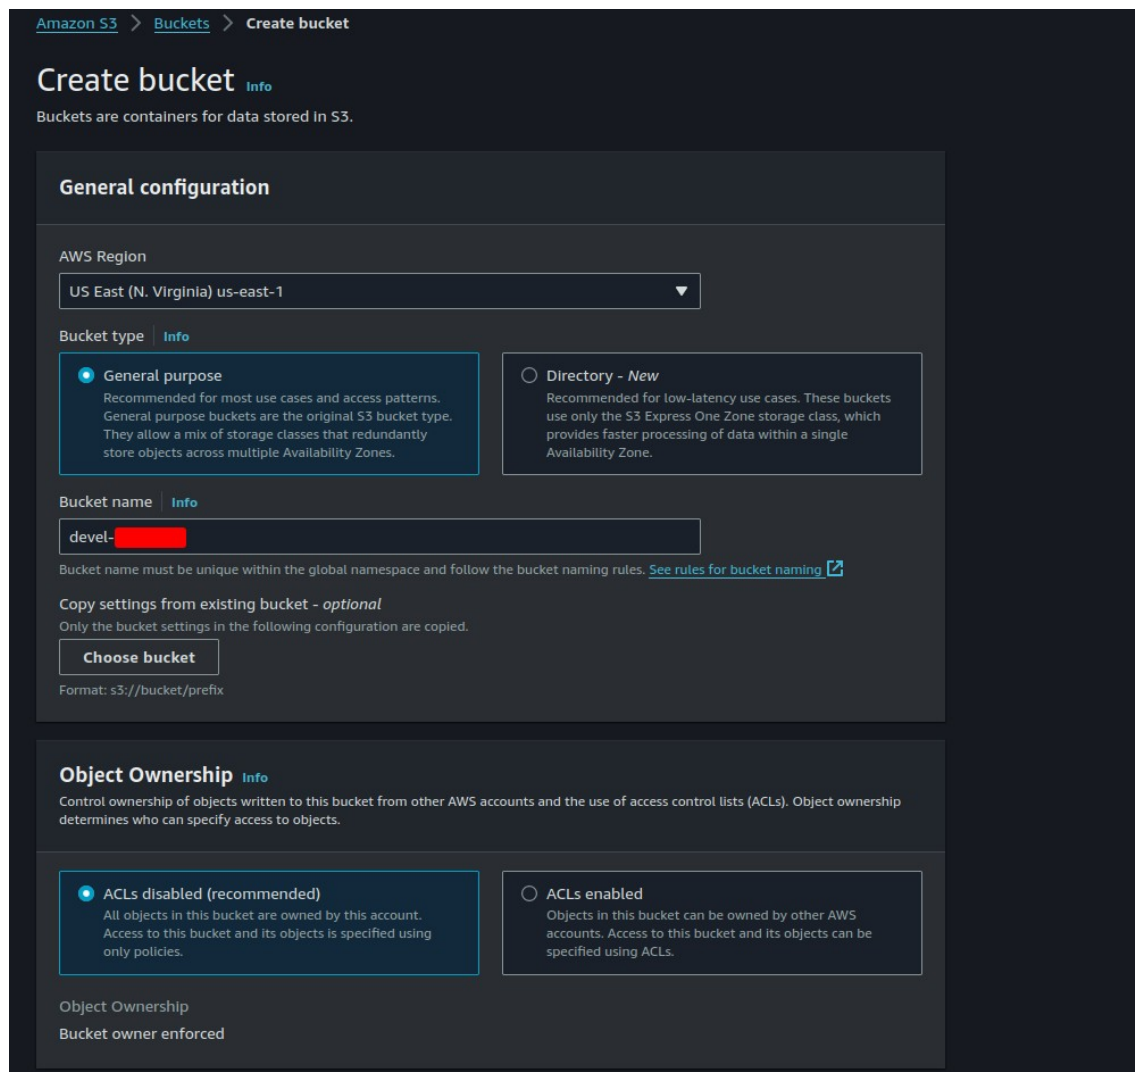 Amazon S3 > Buckets > Create bucket
Create bucket Info
Buckets are containers for data stored in S3.
General configuration
AWS Region
US East (N. Virginia) us-east-1
Bucket type Info
General purpose
Recommended for most use cases and access patterns.
General purpose buckets are the original S3 bucket type.
They allow a mix of storage classes that redundantly
store objects across multiple Availability Zones.
Directory - New
Recommended for low-latency use cases. These buckets
use only the S3 Express One Zone storage class, which
provides faster processing of data within a single
Availability Zone.
Bucket name Info
devel-
Bucket name must be unique within the global namespace and follow the bucket naming rules. See rules for bucket naming
Copy settings from existing bucket - optional
Only the bucket settings in the following configuration are copied.
Choose bucket
Format: s3://bucket/prefix
Object Ownership Info
Control ownership of objects written to this bucket from other AWS accounts and the use of access control lists (ACLs). Object ownership
determines who can specify access to objects.
ACLs disabled (recommended)
All objects in this bucket are owned by this account.
Access to this bucket and its objects is specified using
only policies.
ACLs enabled
Objects in this bucket can be owned by other AWS
accounts. Access to this bucket and its objects can be
specified using ACLs.
Object Ownership
Bucket owner enforced